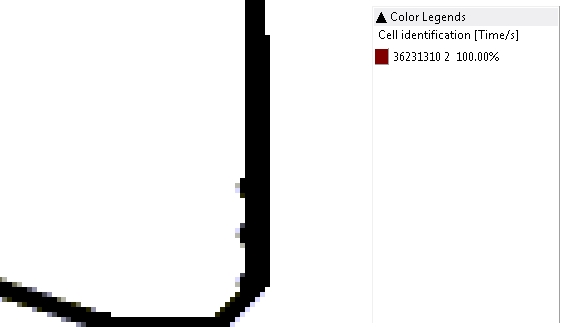 Color Legends
Cell identification [Time/s]
36231310 2 100.00%